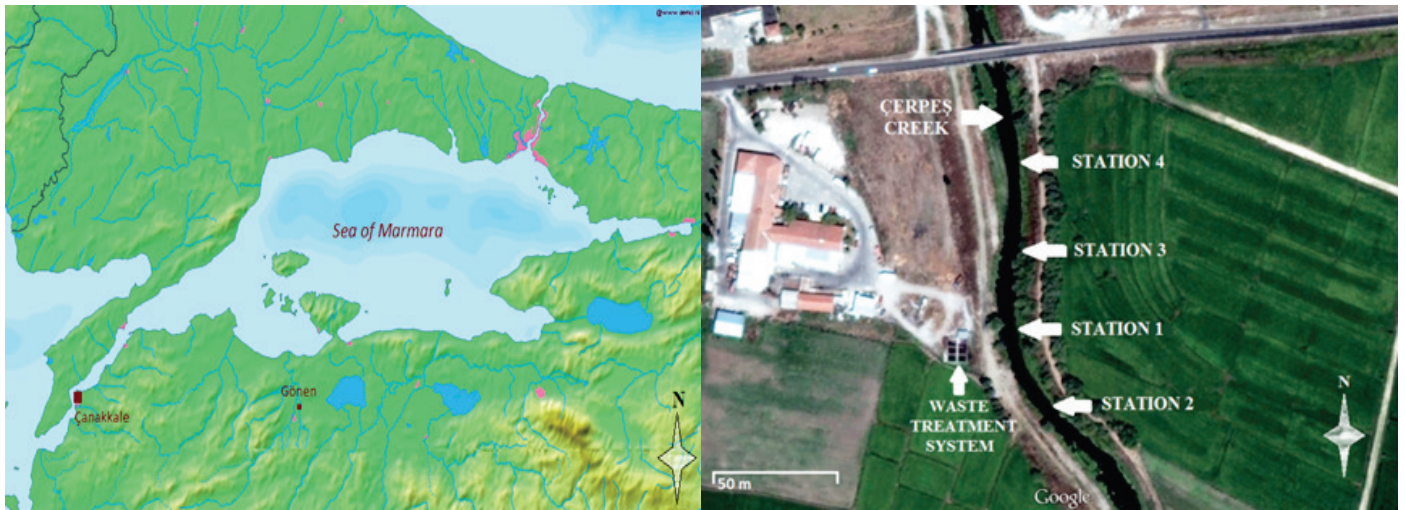 Sea of Marmara
Gönen
Çanakkale
N
ÇERPEŞ
CREEK
STATION 4
STATION 3
STATION 1
STATION 2
WASTE
TREATMENT
SYSTEM
N
50 m
Google